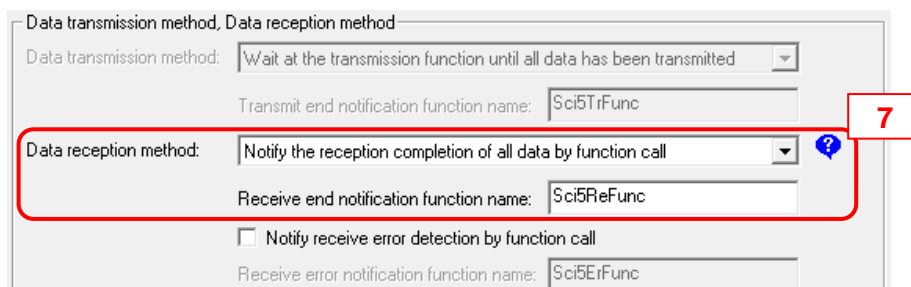 Data transmission method, Data reception method
Data transmission method: Wait at the transmission function until all data has been transmitted
Transmit end notification function name: Sci5TrFunc
7
Data reception method: Notify the reception completion of all data by function call ?
Receive end notification function name: Sci5ReFunc
Notify receive error detection by function call
Receive error notification function name: Sci5ErFunc